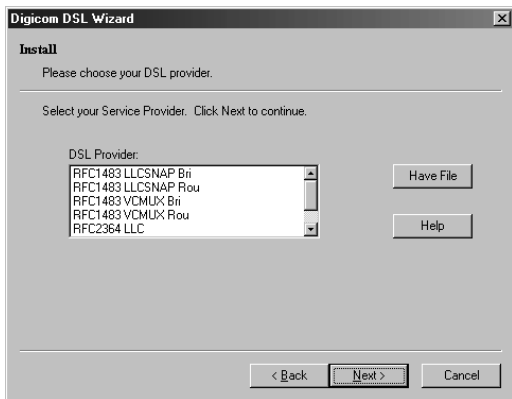 Digicom DSL Wizard
Install
Please choose your DSL provider.
Select your Service Provider. Click Next to continue.
DSL Provider:
RFC1483 LLCSNAP Bri
RFC1483 LLCSNAP Rou
RFC1483 VCMUX Bri
RFC1483 VCMUX Rou
RFC2364 LLC
Have File
Help
< Back
Next >
Cancel